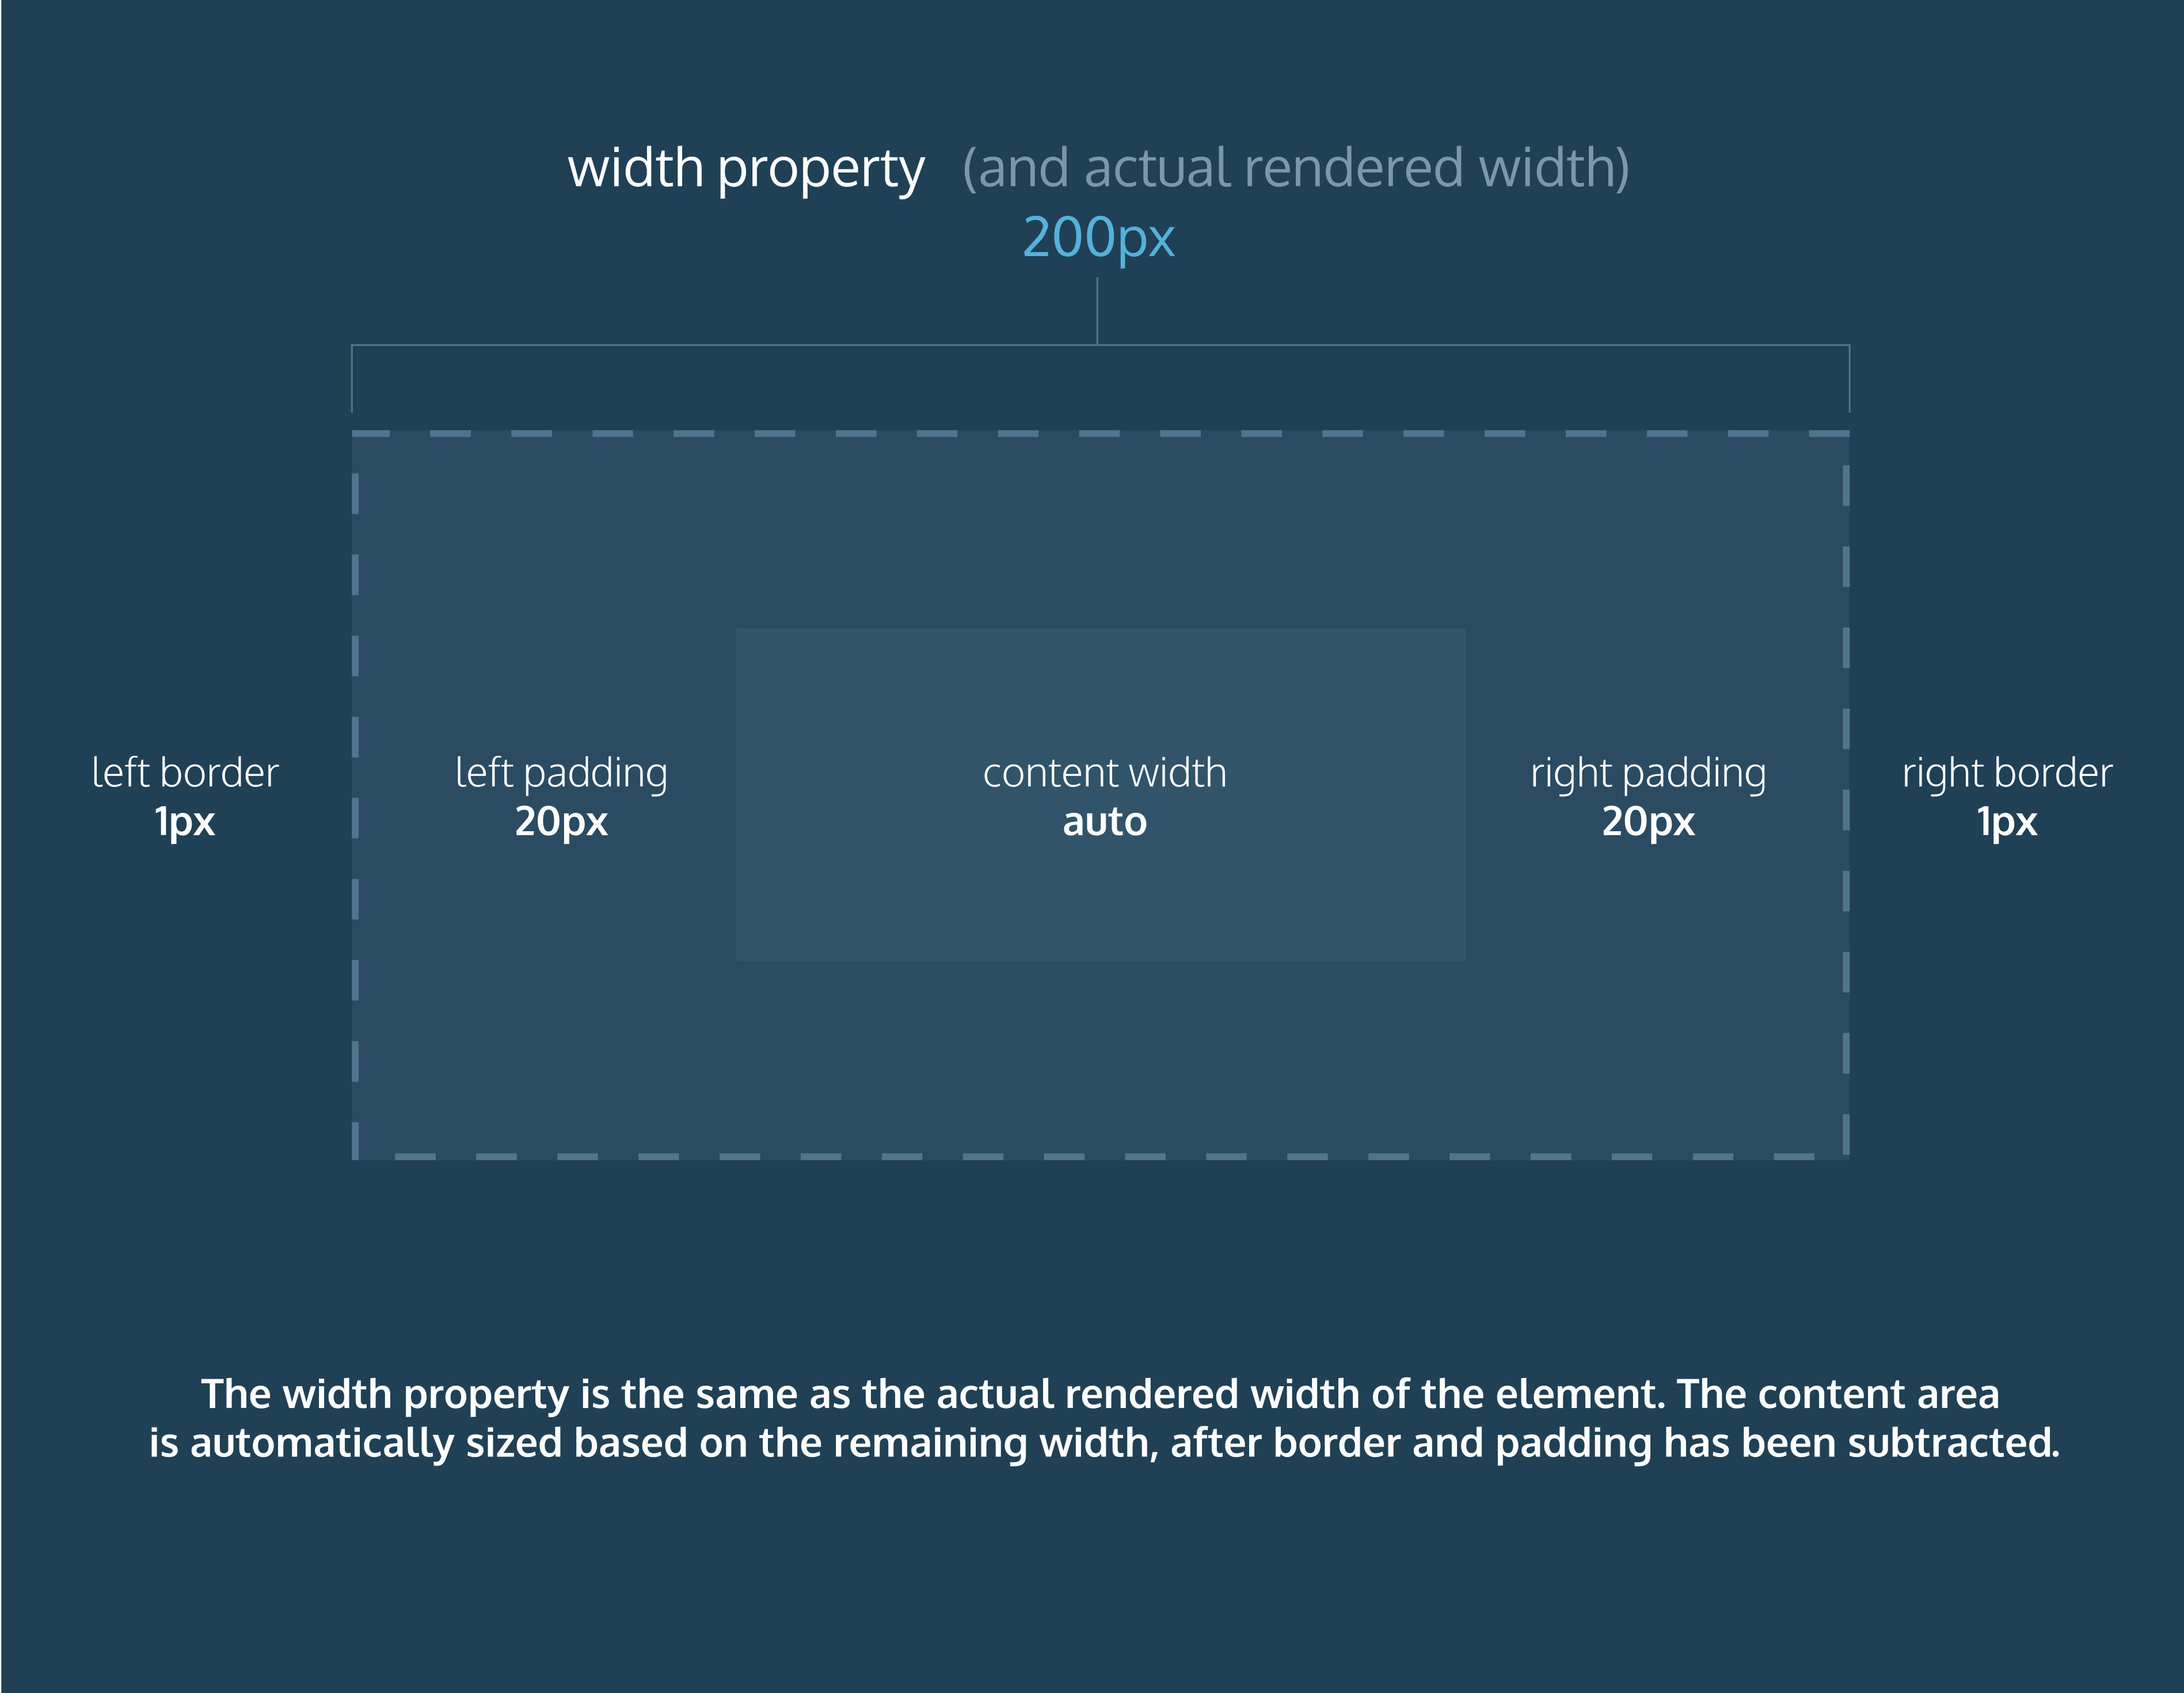 width property (and actual rendered width)
200px
left border
1px
left padding
20px
content width
auto
right padding
20px
right border
1px
The width property is the same as the actual rendered width of the element. The content area
is automatically sized based on the remaining width, after border and padding has been subtracted.